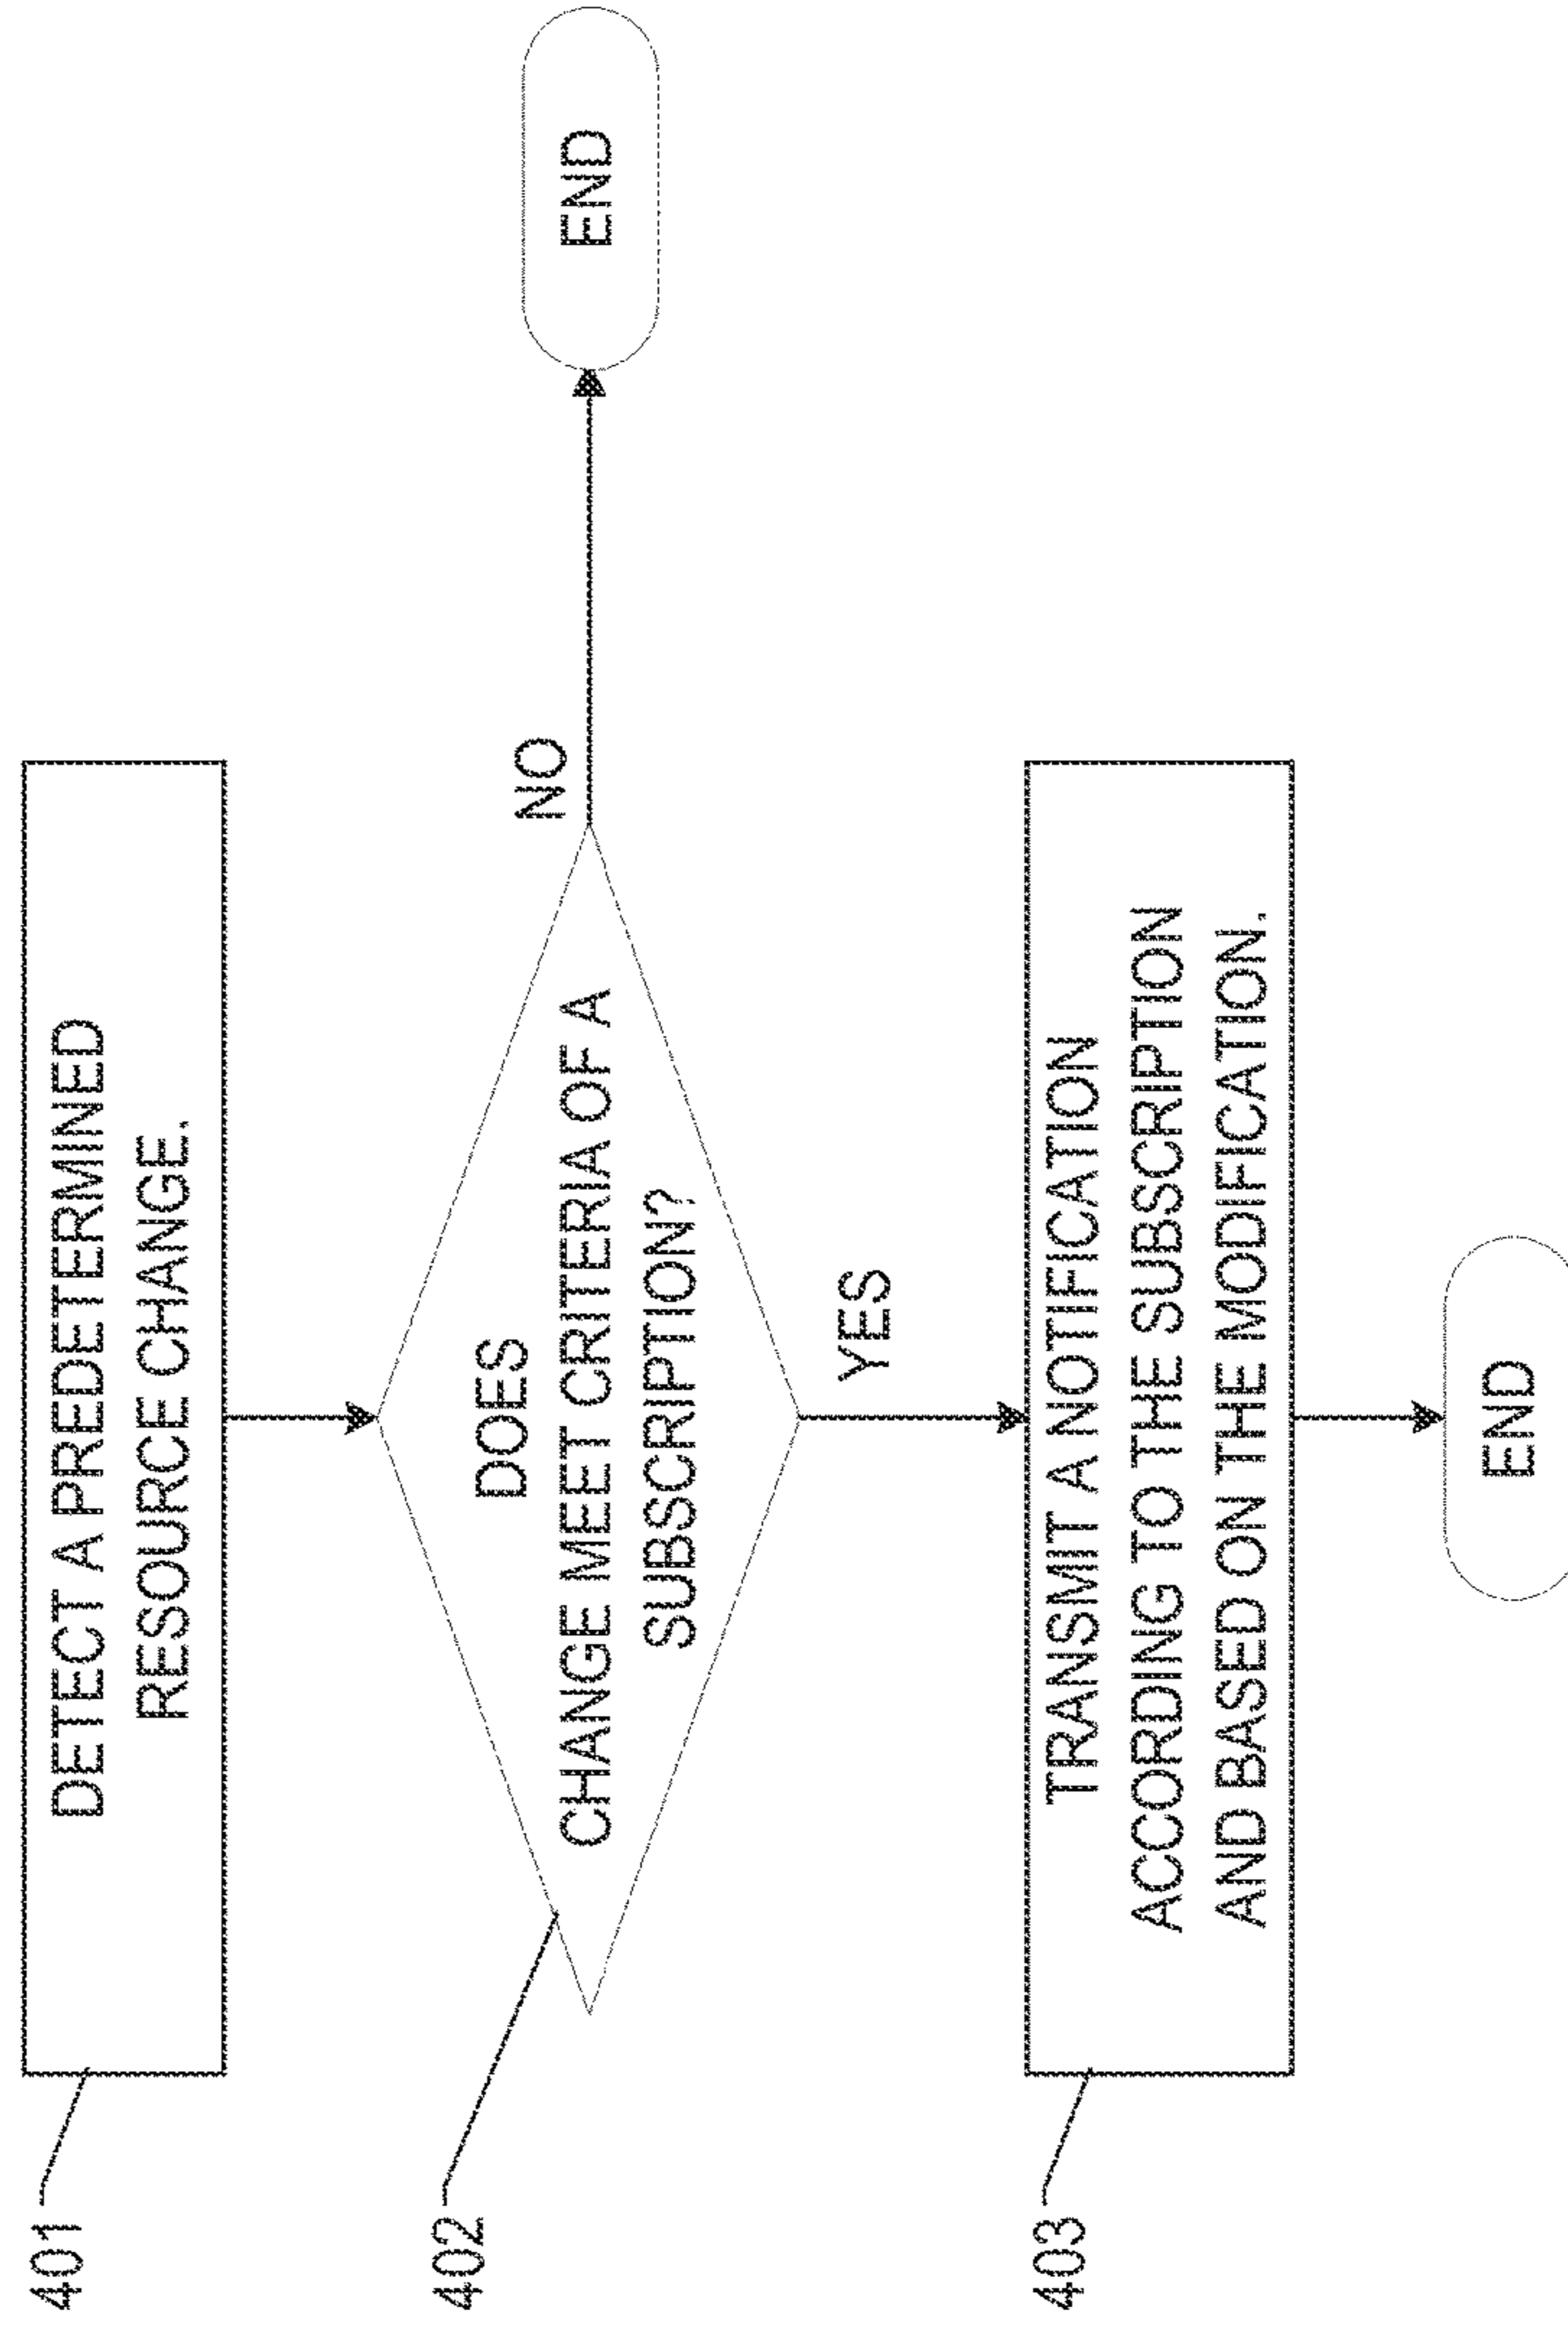 401
DETECT A PREDETERMINED
RESOURCE CHANGE.
402
DOES
CHANGE MEET CRITERIA OF A
SUBSCRIPTION?
NO
END
YES
403
TRANSMIT A NOTIFICATION
ACCORDING TO THE SUBSCRIPTION
AND BASED ON THE MODIFICATION.
END